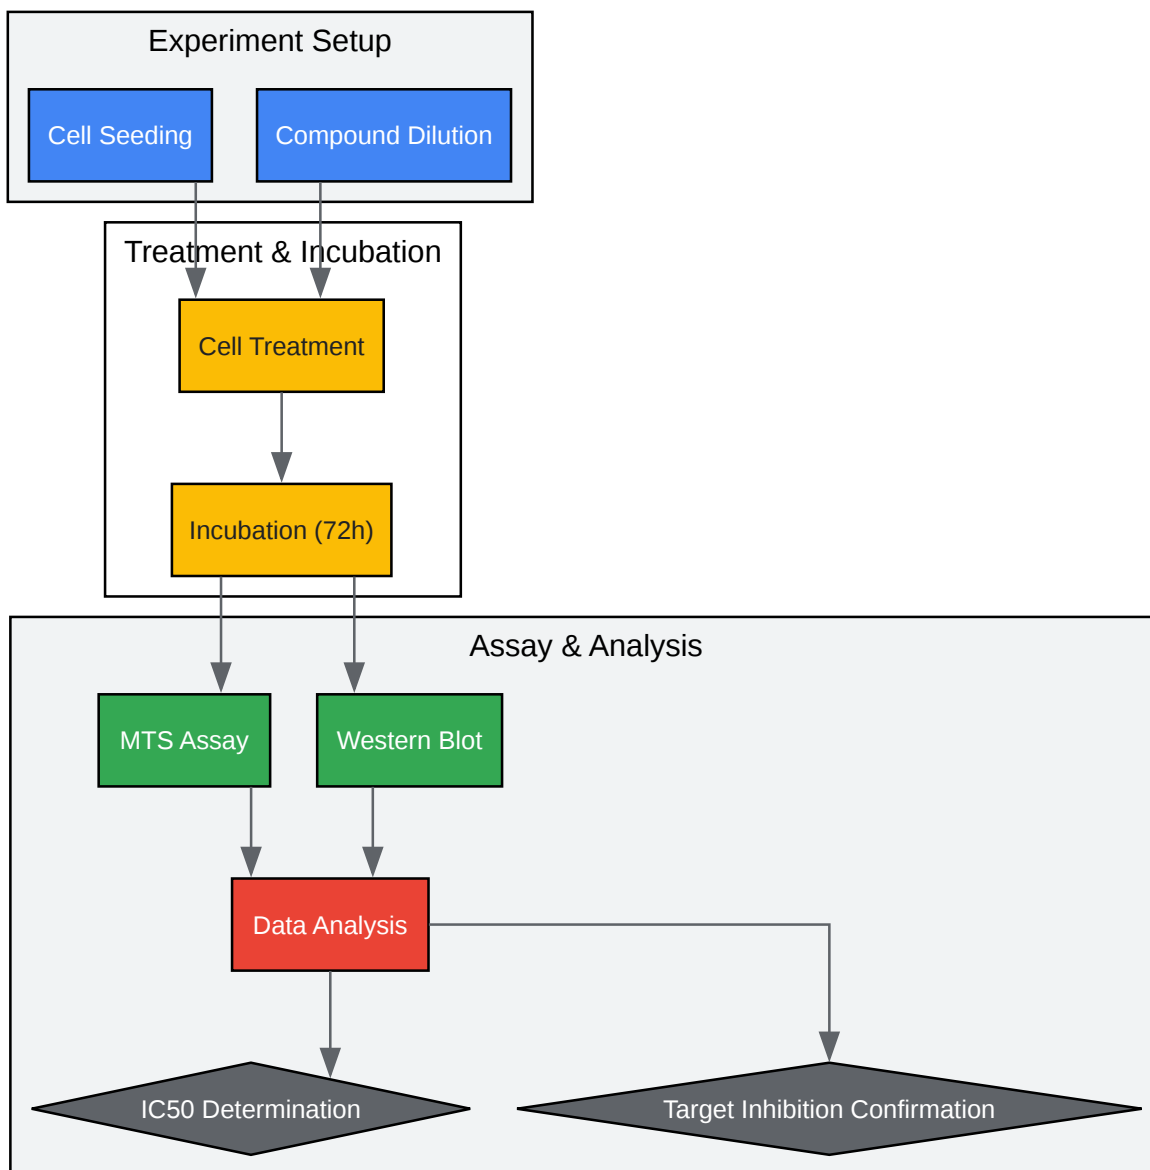 Experiment Setup
Cell Seeding
Compound Dilution
Treatment & Incubation
Cell Treatment
Incubation (72h)
Assay & Analysis
MTS Assay
Western Blot
Data Analysis
IC50 Determination
Target Inhibition Confirmation